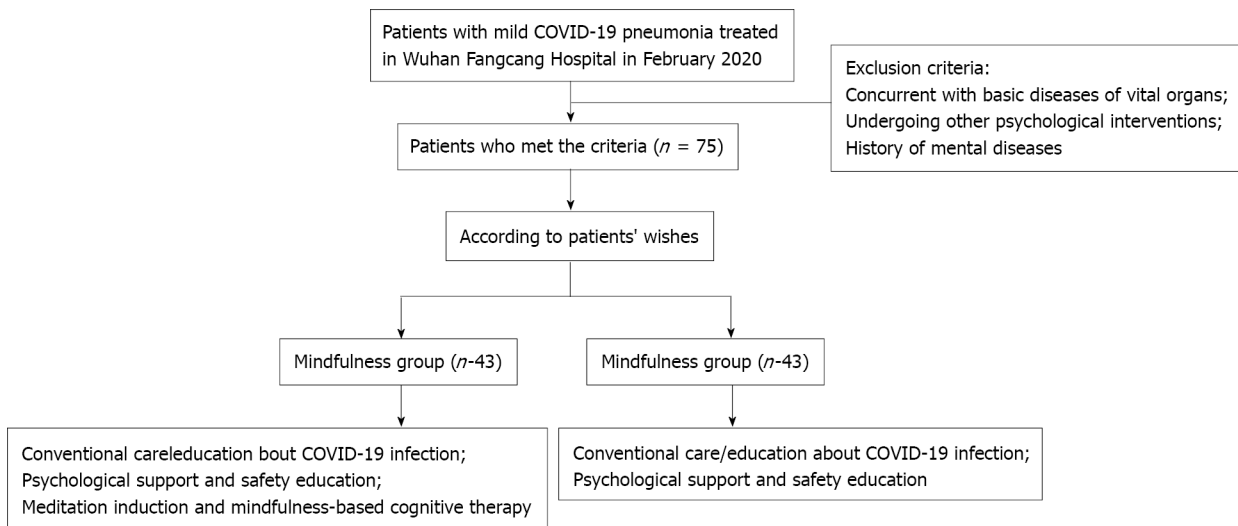 Patients with mild COVID-19 pneumonia treated
in Wuhan Fangcang Hospital in February 2020
Exclusion criteria:
Concurrent with basic diseases of vital organs;
Undergoing other psychological interventions;
History of mental diseases
Patients who met the criteria (n = 75)
According to patients' wishes
Mindfulness group (n-43)
Mindfulness group (n-43)
Conventional careleducation bout COVID-19 infection;
Psychological support and safety education;
Meditation induction and mindfulness-based cognitive therapy
Conventional care/education about COVID-19 infection;
Psychological support and safety education